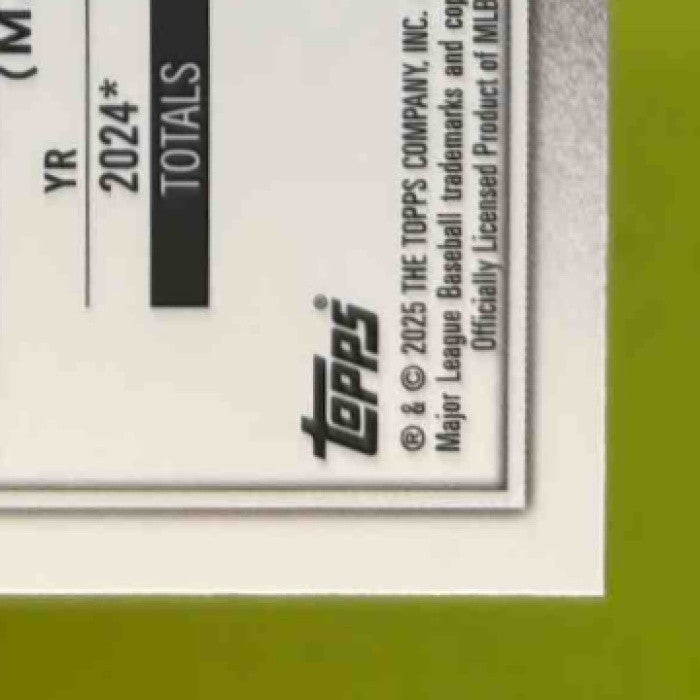 (M
YR
2024*
TOTALS
topps®
® & © 2025 THE TOPPS COMPANY, INC.
Major League Baseball trademarks and
Officially Licensed Product of MLB